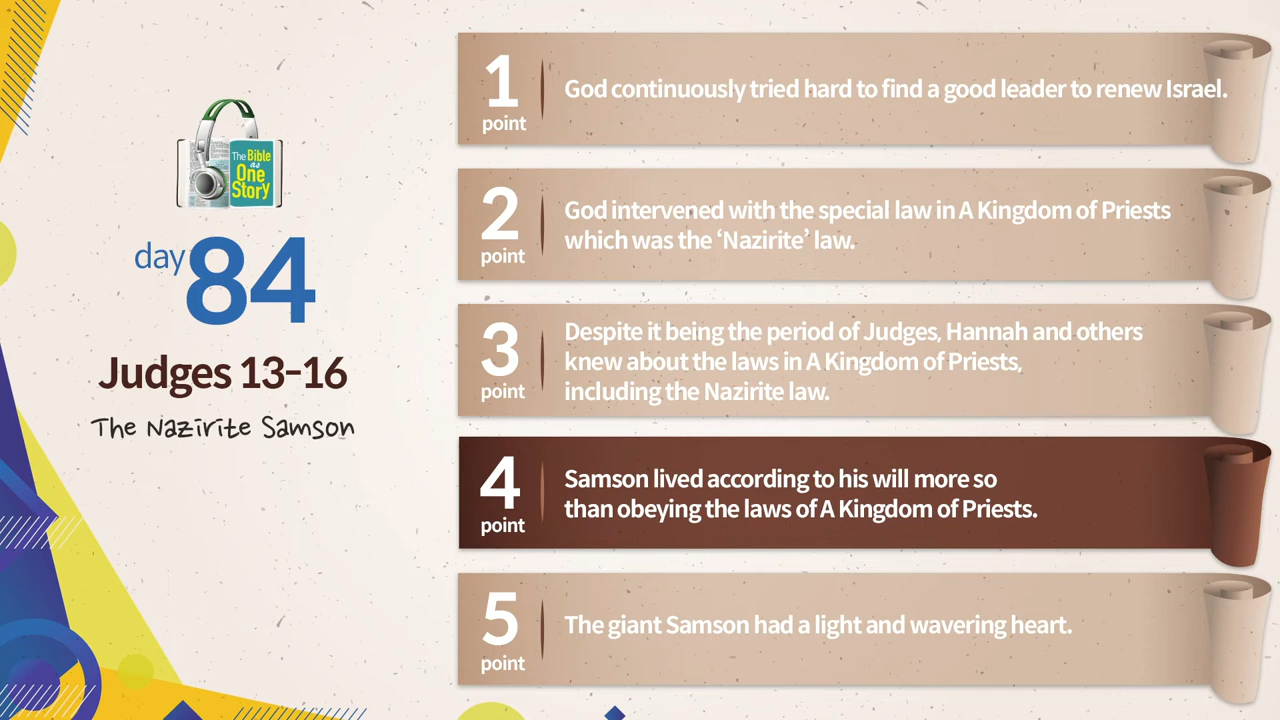 The Bible
as
One
Story
day 84
Judges 13-16
The Nazirite Samson
1
point
God continuously tried hard to find a good leader to renew Israel.
2
point
God intervened with the special law in A Kingdom of Priests
which was the ‘Nazirite’ law.
3
point
Despite it being the period of Judges, Hannah and others
knew about the laws in A Kingdom of Priests,
including the Nazirite law.
4
point
Samson lived according to his will more so
than obeying the laws of A Kingdom of Priests.
5
point
The giant Samson had a light and wavering heart.